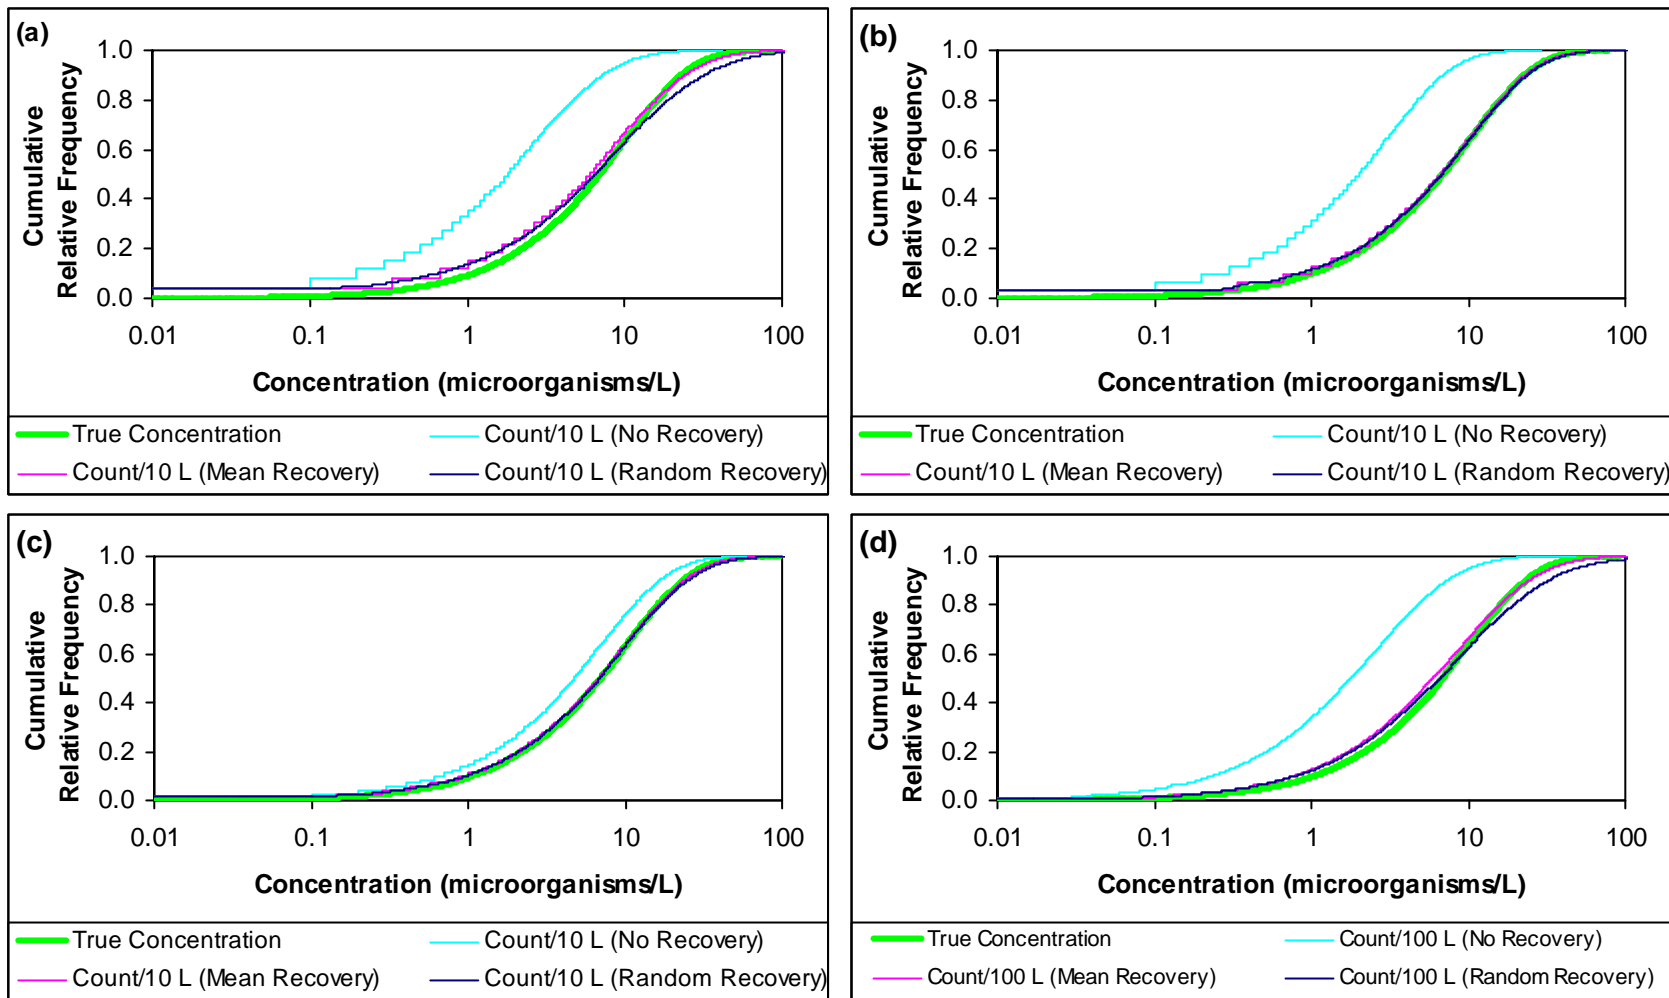 (a)
Cumulative
Relative Frequency
1.0
0.8
0.6
0.4
0.2
0.0
0.01 0.1 1 10 100
Concentration (microorganisms/L)
True Concentration Count/10 L (No Recovery)
Count/10 L (Mean Recovery) Count/10 L (Random Recovery)
(b)
Cumulative
Relative Frequency
1.0
0.8
0.6
0.4
0.2
0.0
0.01 0.1 1 10 100
Concentration (microorganisms/L)
True Concentration Count/10 L (No Recovery)
Count/10 L (Mean Recovery) Count/10 L (Random Recovery)
(c)
Cumulative
Relative Frequency
1.0
0.8
0.6
0.4
0.2
0.0
0.01 0.1 1 10 100
Concentration (microorganisms/L)
True Concentration Count/10 L (No Recovery)
Count/10 L (Mean Recovery) Count/10 L (Random Recovery)
(d)
Cumulative
Relative Frequency
1.0
0.8
0.6
0.4
0.2
0.0
0.01 0.1 1 10 100
Concentration (microorganisms/L)
True Concentration Count/100 L (No Recovery)
Count/100 L (Mean Recovery) Count/100 L (Random Recovery)